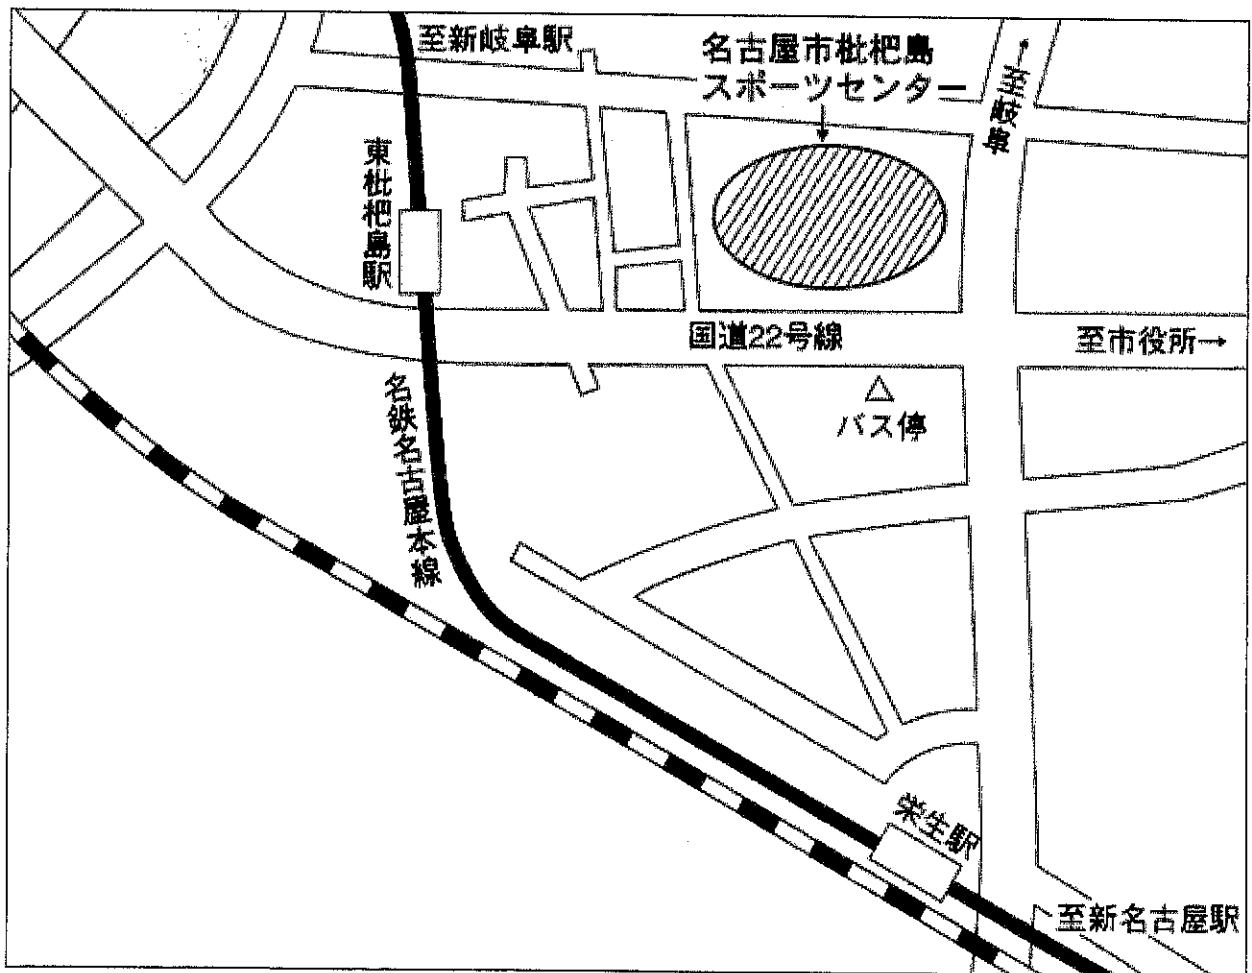 至新岐阜駅
名古屋市枇杷島
スポーツセンター
至岐阜→
東枇杷島駅
国道22号線
至市役所→
バス停
名鉄名古屋本線
栄生駅
至新名古屋駅